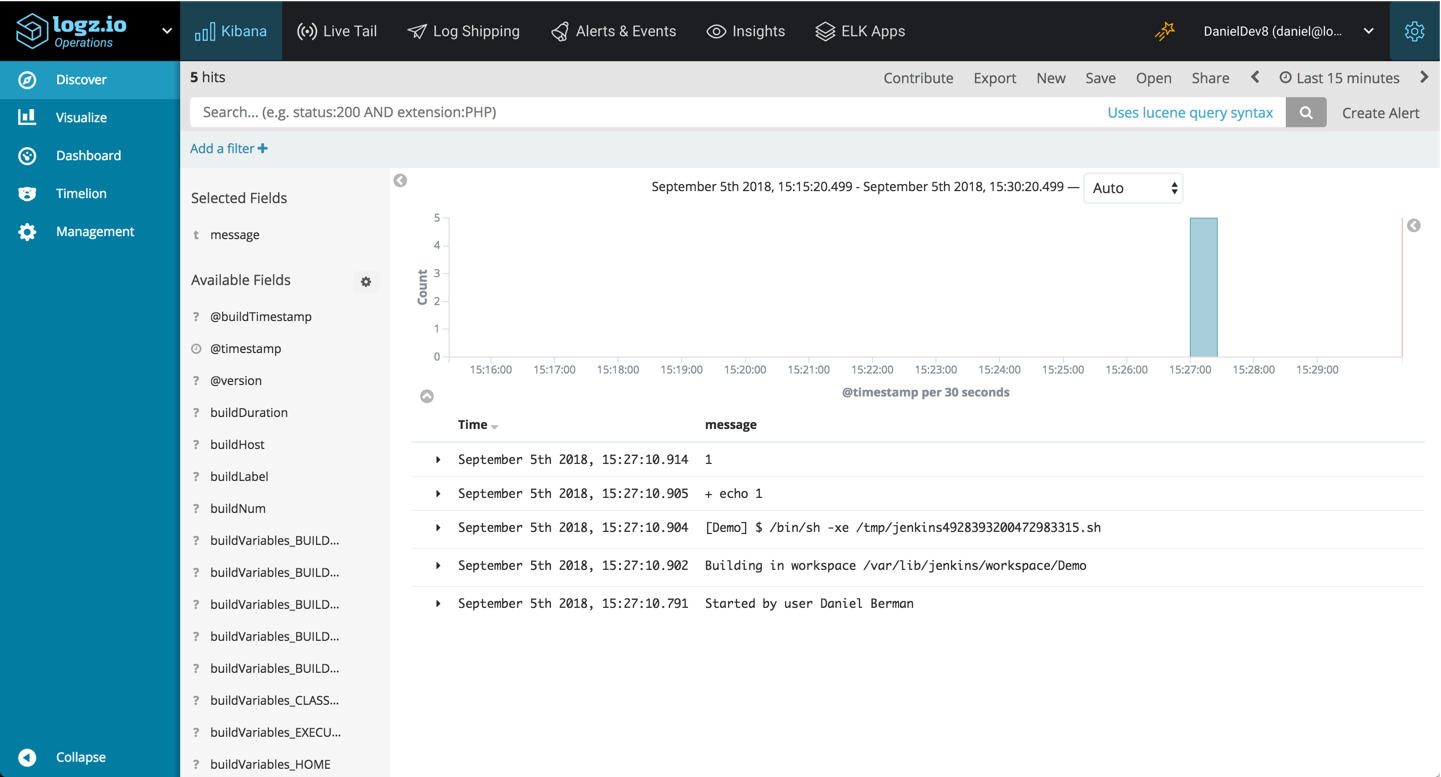 logz.io
Operations
Kibana
Live Tail
Log Shipping
Alerts & Events
Insights
ELK Apps
DanielDev8 (daniel@lo...
Discover
Visualize
Dashboard
Timelion
Management
Collapse
5 hits
Contribute
Export
New
Save
Open
Share
Last 15 minutes
Search... (e.g. status:200 AND extension:PHP)
Uses lucene query syntax
Create Alert
Add a filter +
Selected Fields
t message
Available Fields
? @buildTimestamp
@timestamp
? @version
? buildDuration
? buildHost
? buildLabel
? buildNum
? buildVariables_BUILD...
? buildVariables_BUILD...
? buildVariables_BUILD...
? buildVariables_BUILD...
? buildVariables_BUILD...
? buildVariables_CLASS...
? buildVariables_EXECU...
? buildVariables_HOME
September 5th 2018, 15:15:20.499 - September 5th 2018, 15:30:20.499 —
Auto
Count
5
4
3
2
1
0
15:16:00 15:17:00 15:18:00 15:19:00 15:20:00 15:21:00 15:22:00 15:23:00 15:24:00 15:25:00 15:26:00 15:27:00 15:28:00 15:29:00
@timestamp per 30 seconds
Time message
September 5th 2018, 15:27:10.914 1
September 5th 2018, 15:27:10.905 + echo 1
September 5th 2018, 15:27:10.904 [Demo] $ /bin/sh -xe /tmp/jenkins4928393200472983315.sh
September 5th 2018, 15:27:10.902 Building in workspace /var/lib/jenkins/workspace/Demo
September 5th 2018, 15:27:10.791 Started by user Daniel Berman